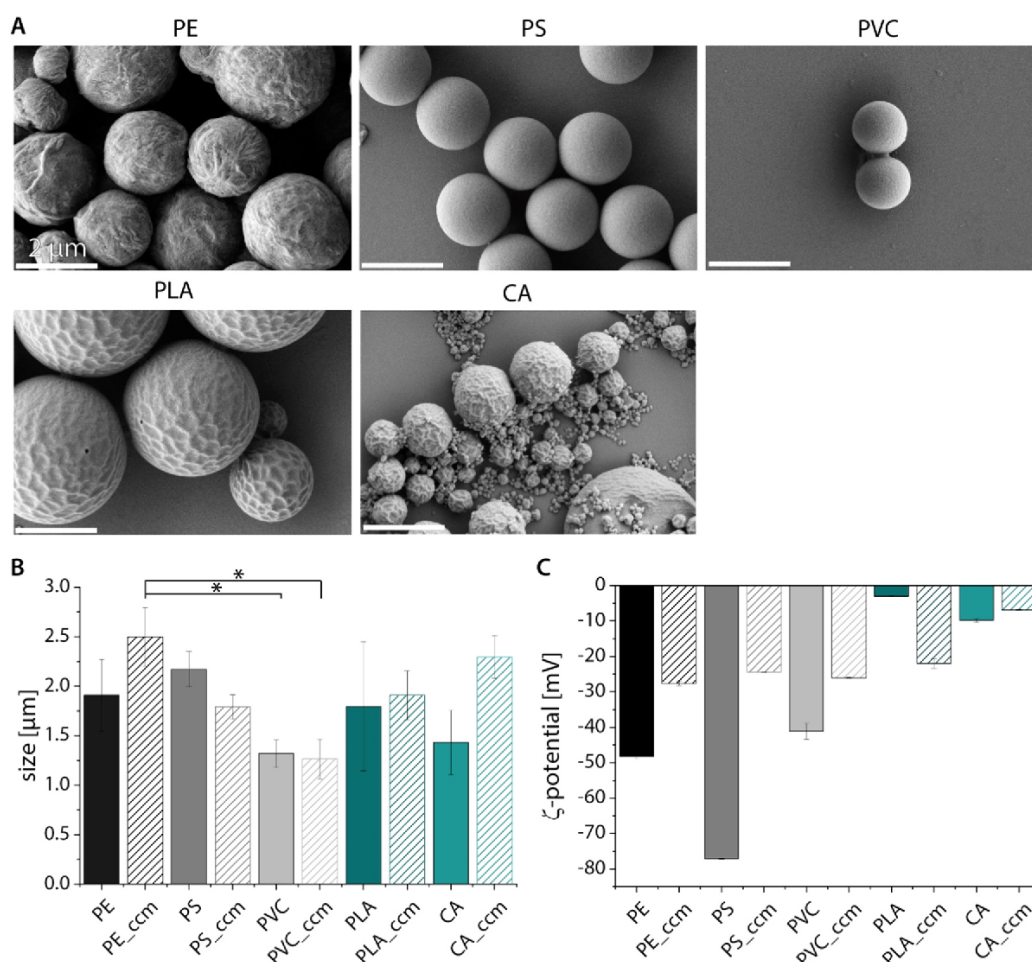 A
PE
PS
PVC
2 μm
PLA
CA
B
size [μm]
3.0
2.5
2.0
1.5
1.0
0.5
0.0
*
*
PE
PE_ccm
PS
PS_ccm
PVC
PVC_ccm
PLA
PLA_ccm
CA
CA_ccm
C
ζ-potential [mV]
0
-10
-20
-30
-40
-50
-60
-70
-80
PE
PE_ccm
PS
PS_ccm
PVC
PVC_ccm
PLA
PLA_ccm
CA
CA_ccm